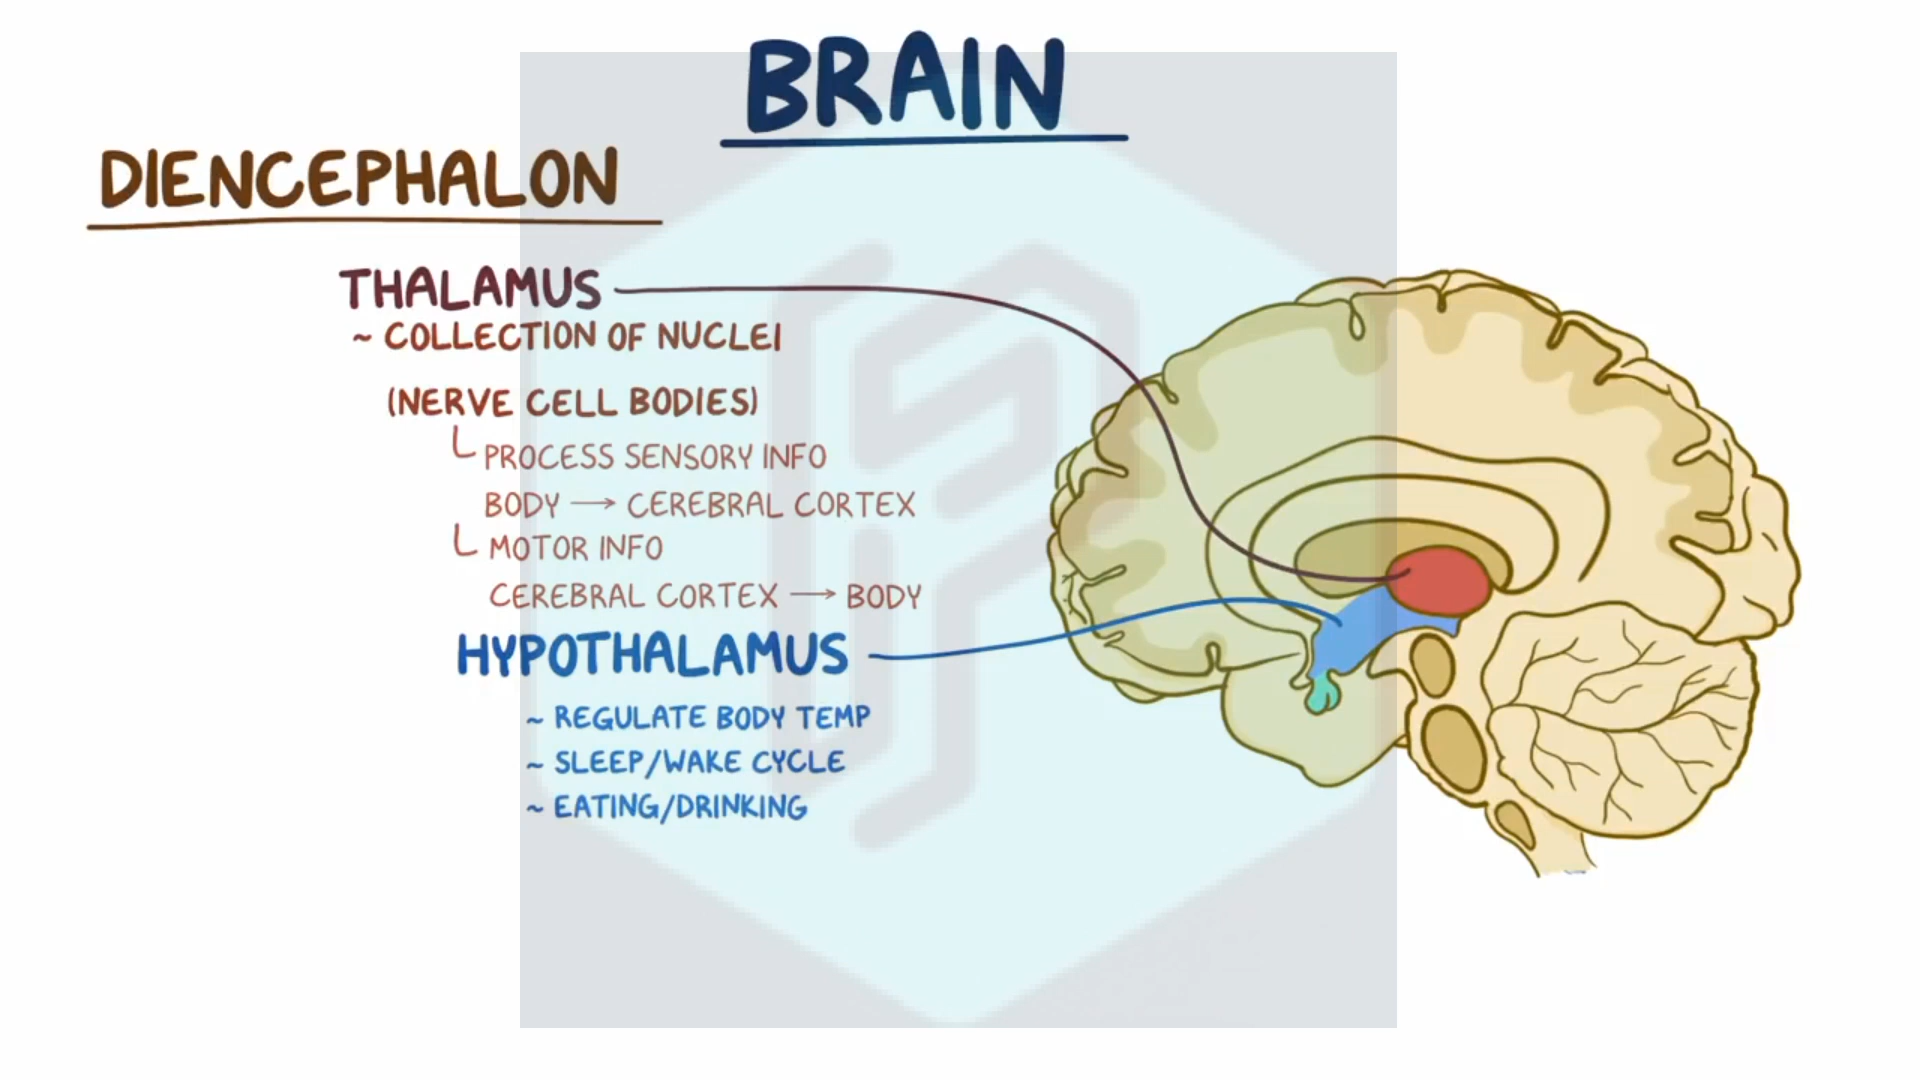 BRAIN
DIENCEPHALON
THALAMUS
~ COLLECTION OF NUCLEI
(NERVE CELL BODIES)
PROCESS SENSORY INFO
BODY → CEREBRAL CORTEX
MOTOR INFO
CEREBRAL CORTEX → BODY
HYPOTHALAMUS
~ REGULATE BODY TEMP
~ SLEEP/WAKE CYCLE
~ EATING/DRINKING